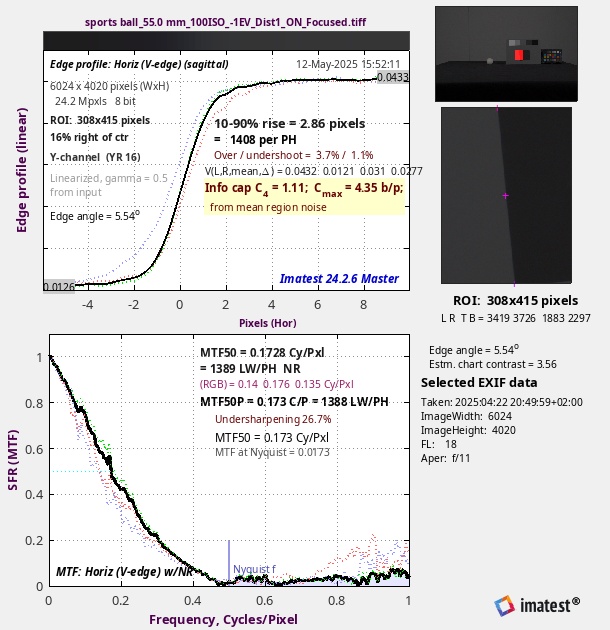 sports ball_55.0 mm_100ISO_-1EV_Dist1_ON_Focused.tiff
Edge profile: Horiz (V-edge) (sagittal)
12-May-2025 15:52:11
0.0433
6024 x 4020 pixels (WxH)
24.2 Mpxls 8 bit
ROI: 308x415 pixels
16% right of ctr
Y-channel (YR 16)
Linearized, gamma = 0.5
from input
Edge angle = 5.54o
10-90% rise = 2.86 pixels
= 1408 per PH
Over / undershoot = 3.7% / 1.1%
V(L,R,mean,Δ) = 0.0432 0.0121 0.031 0.0277
Info cap C4 = 1.11; Cmax = 4.35 b/p;
from mean region noise
Imatest 24.2.6 Master
0.0126
Edge profile (linear)
-4 -2 0 2 4 6 8
Pixels (Hor)
MTF50 = 0.1728 Cy/Pxl
= 1389 LW/PH NR
(RGB) = 0.14 0.176 0.135 Cy/Pxl
MTF50P = 0.173 C/P = 1388 LW/PH
Undersharpening 26.7%
MTF50 = 0.173 Cy/Pxl
MTF at Nyquist = 0.0173
1
0.8
0.6
0.4
0.2
0
SFR (MTF)
MTF: Horiz (V-edge) w/NR
Nyquist f
0 0.2 0.4 0.6 0.8 1
Frequency, Cycles/Pixel
ROI: 308x415 pixels
L R T B = 3419 3726 1883 2297
Edge angle = 5.54o
Estm. chart contrast = 3.56
Selected EXIF data
Taken: 2025:04:22 20:49:59+02:00
ImageWidth: 6024
ImageHeight: 4020
FL: 18
Aper: f/11
imatest®